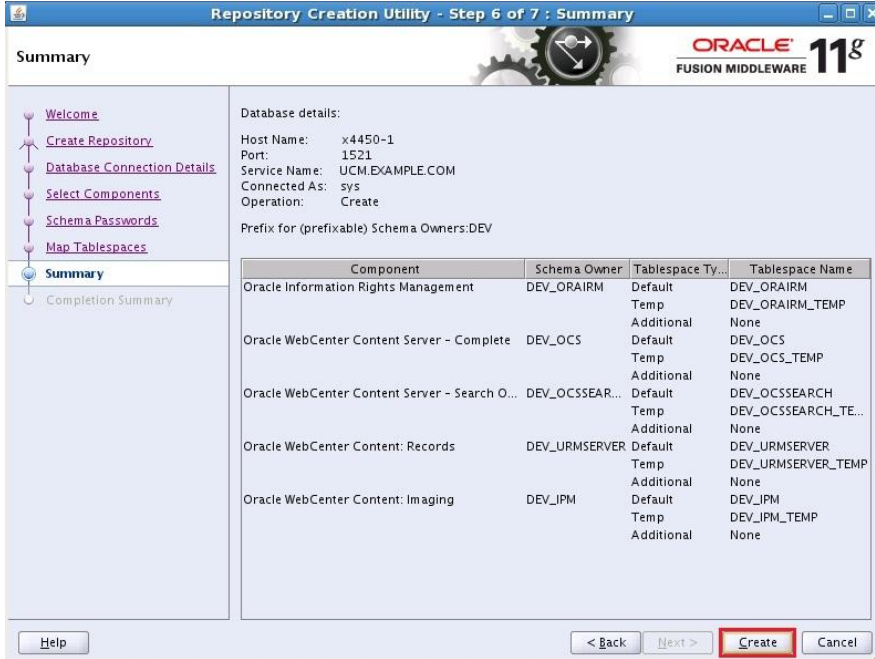 Repository Creation Utility - Step 6 of 7 : Summary
Summary
ORACLE
FUSION MIDDLEWARE 11g
Welcome
Create Repository
Database Connection Details
Select Components
Schema Passwords
Map Tablespaces
Summary
Completion Summary
Database details:
Host Name: x4450-1
Port: 1521
Service Name: UCM.EXAMPLE.COM
Connected As: sys
Operation: Create
Prefix for (prefixable) Schema Owners:DEV
Component Schema Owner Tablespace Ty... Tablespace Name
Oracle Information Rights Management DEV_ORAIRM Default DEV_ORAIRM
Temp DEV_ORAIRM_TEMP
Additional None
Oracle WebCenter Content Server - Complete DEV_OCS Default DEV_OCS
Temp DEV_OCS_TEMP
Additional None
Oracle WebCenter Content Server - Search O... DEV_OCSSEAR... Default DEV_OCSSEARCH
Temp DEV_OCSSEARCH_TE...
Additional None
Oracle WebCenter Content: Records DEV_URMSERVER Default DEV_URMSERVER
Temp DEV_URMSERVER_TEMP
Additional None
Oracle WebCenter Content: Imaging DEV_IPM Default DEV_IPM
Temp DEV_IPM_TEMP
Additional None
Help < Back Next > Create Cancel